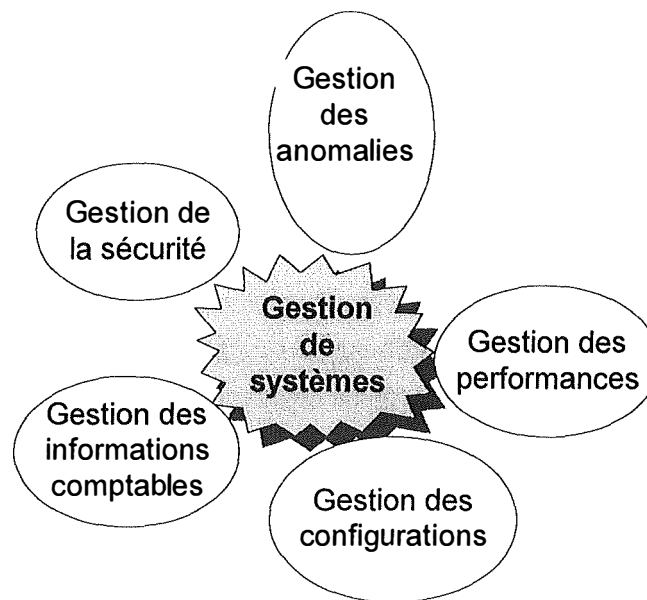 Gestion
des
anomalies
Gestion de
la sécurité
Gestion
de
systèmes
Gestion des
performances
Gestion des
informations
comptables
Gestion des
configurations